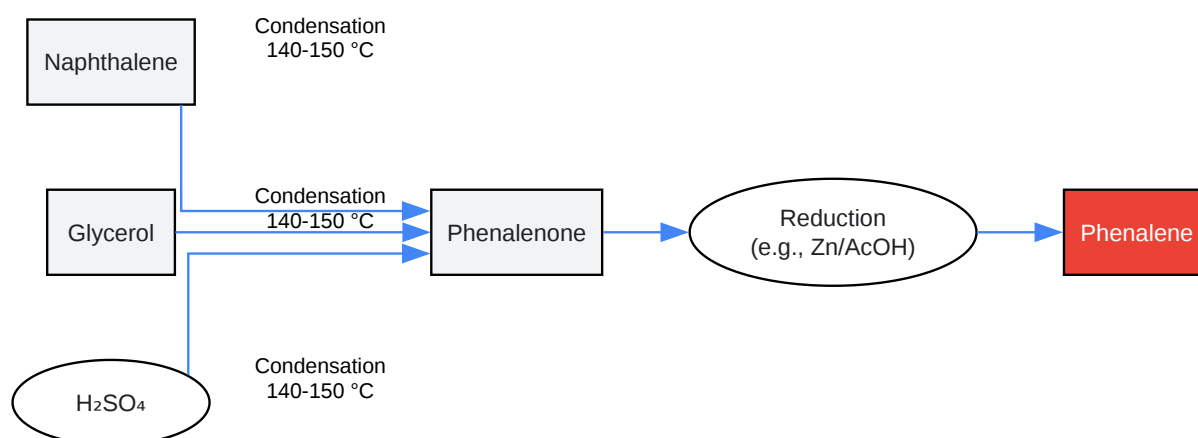 Condensation
140-150 °C
Naphthalene
Condensation
140-150 °C
Glycerol
Phenalenone
Reduction
(e.g., Zn/AcOH)
Phenalene
Condensation
140-150 °C
H₂SO₄